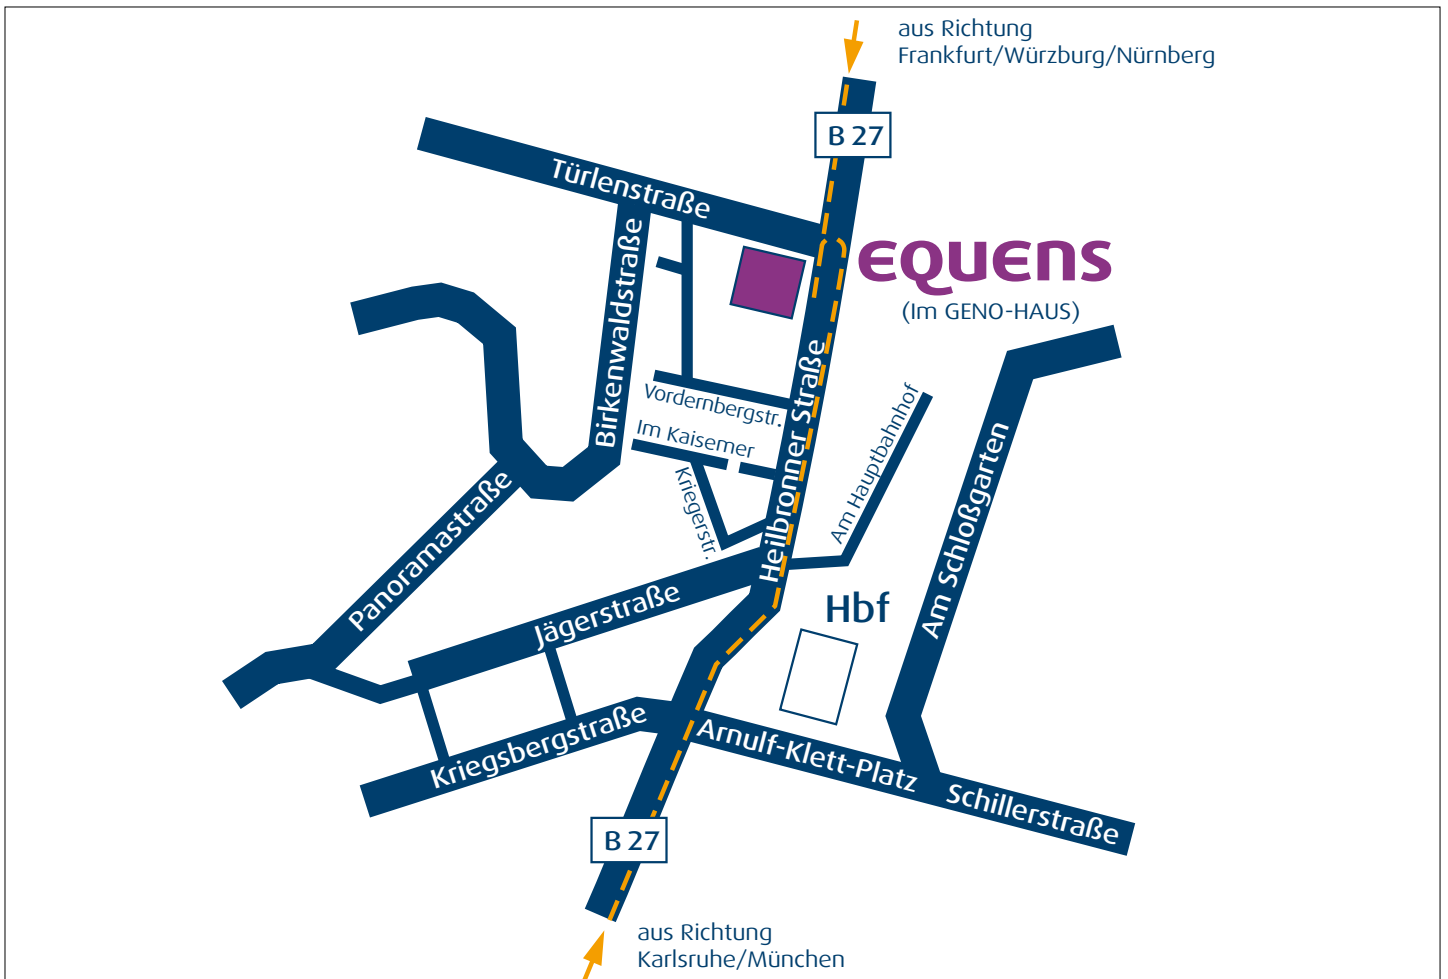 aus Richtung
Frankfurt/Würzburg/Nürnberg
B 27
Türlenstraße
EQUENS
(Im GENO-HAUS)
Birkenwaldstraße
Heilbronner Straße
Vordernbergstr.
Im Kaisemer
Kriegerstr.
Am Hauptbahnhof
Am Schloßgarten
Panoramastraße
Jägerstraße
Hbf
Kriegsbergstraße
Arnulf-Klett-Platz
Schillerstraße
B 27
aus Richtung
Karlsruhe/München